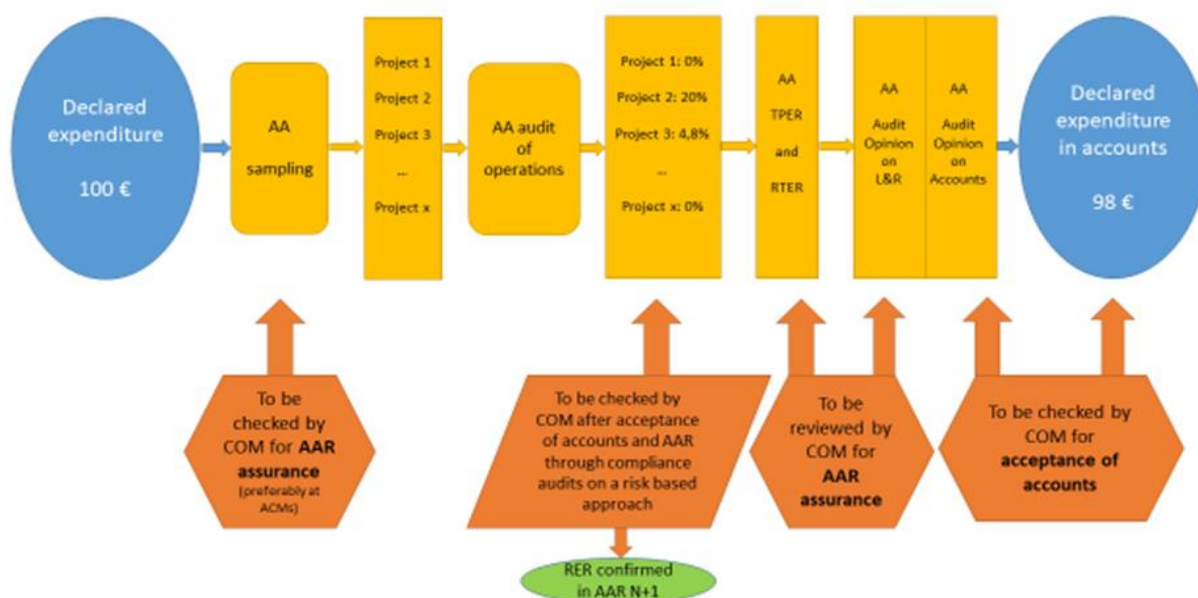 Declared
expenditure
100 €
AA
sampling
Project 1
Project 2
Project 3
...
Project x
AA audit
of
operations
Project 1: 0%
Project 2: 20%
Project 3: 4,8%
...
Project x: 0%
AA
TPER
and
RTER
AA
Audit
Opinion
on
L&R
AA
Audit
Opinion
on
Accounts
Declared
expenditure
in accounts
98 €
To be
checked by
COM for AAR
assurance
(preferably at
ACMs)
To be checked by
COM after acceptance
of accounts and AAR
through compliance
audits on a risk based
approach
To be
reviewed by
COM for
AAR
assurance
To be checked by
COM for
acceptance of
accounts
RER confirmed
in AAR N+1